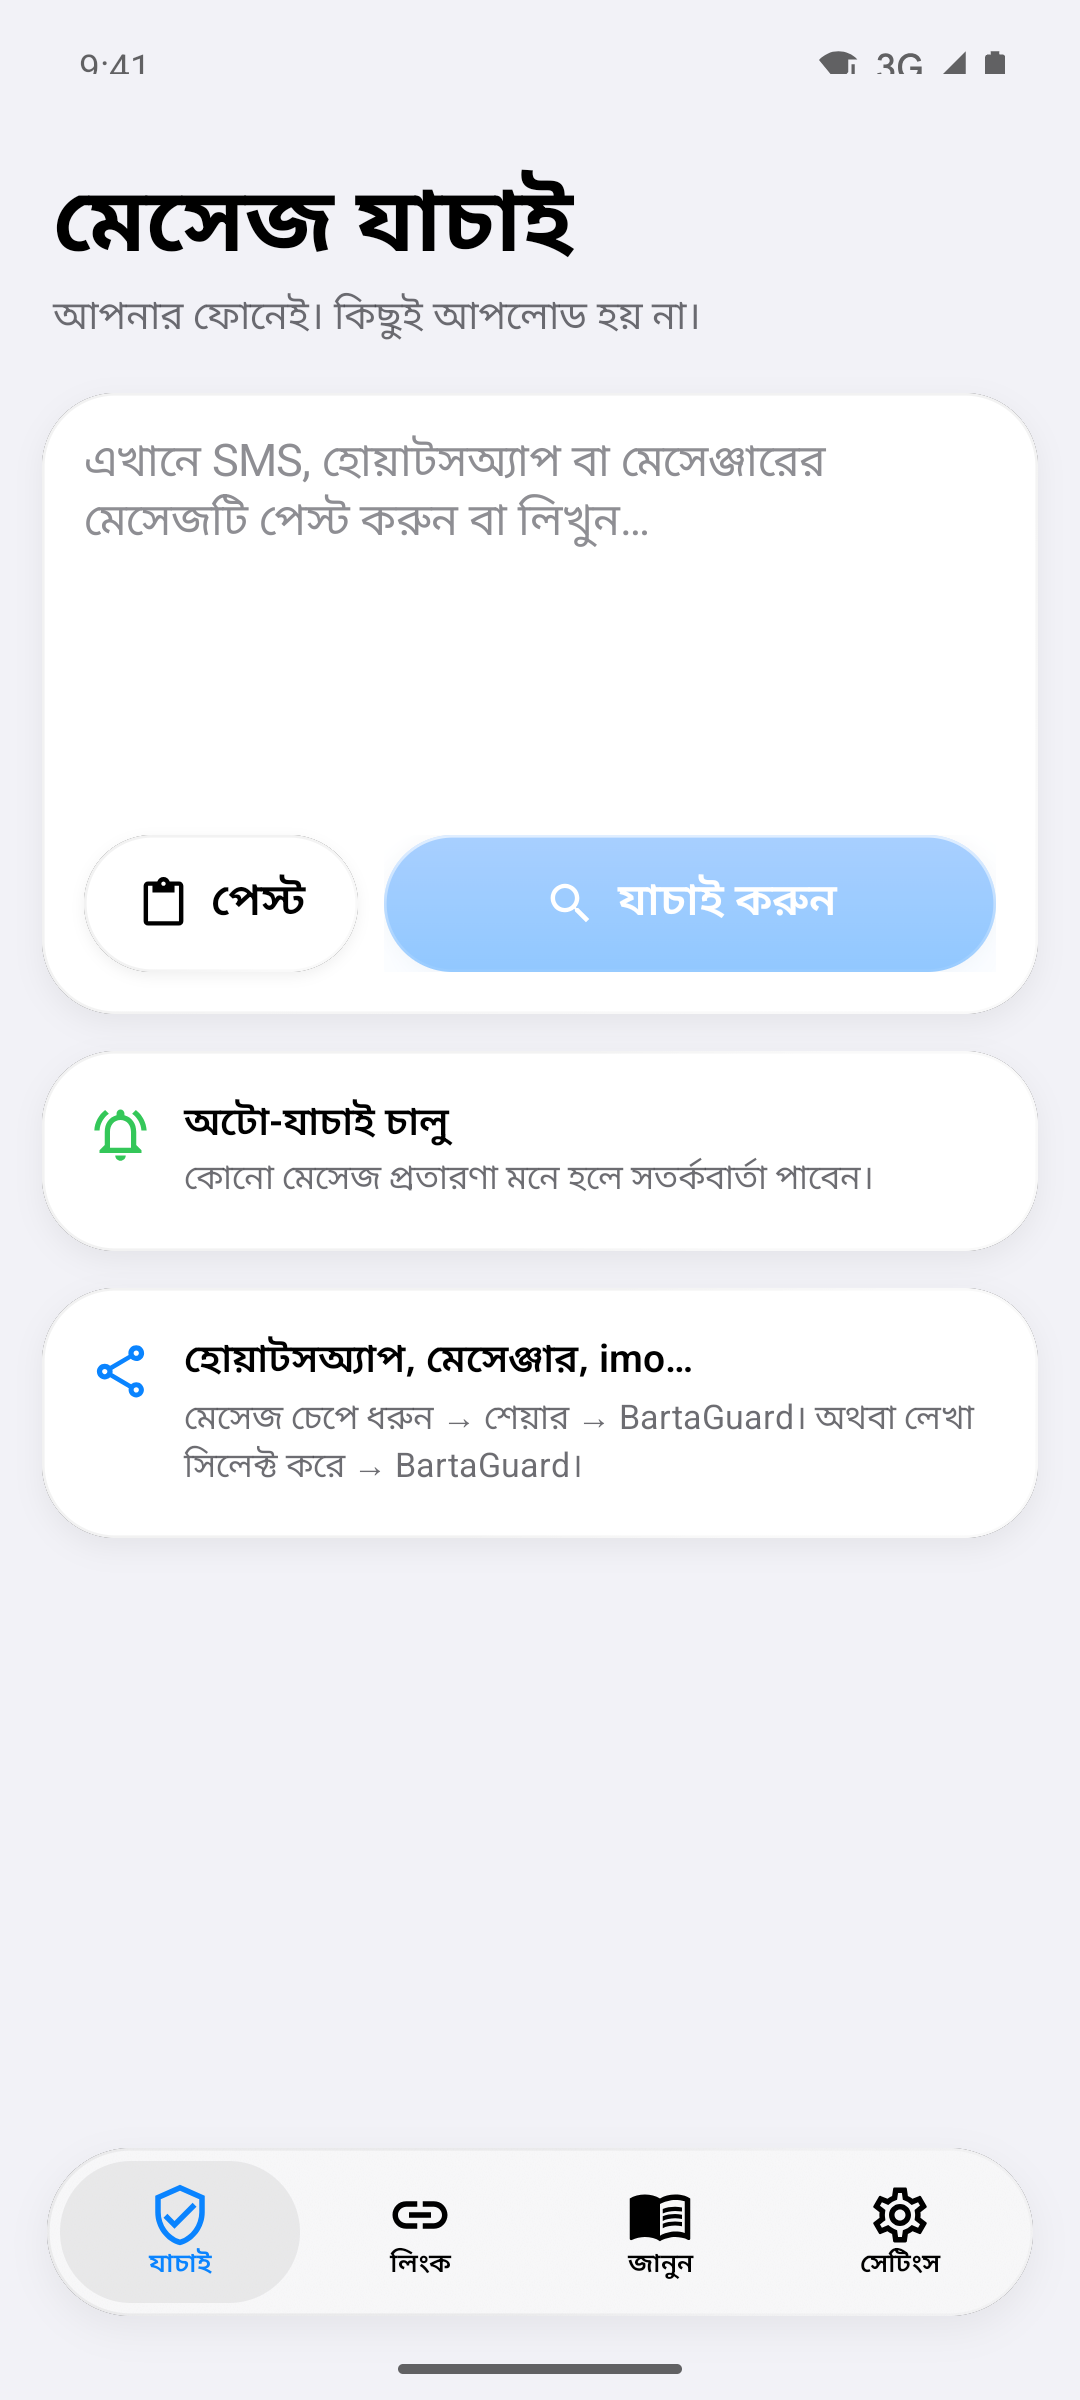 9:41
3G
মেসেজ যাচাই
আপনার ফোনেই। কিছুই আপলোড হয় না।
এখানে SMS, হোয়াটসঅ্যাপ বা মেসেঞ্জারের
মেসেজটি পেস্ট করুন বা লিখুন...
পেস্ট
যাচাই করুন
অটো-যাচাই চালু
কোনো মেসেজ প্রতারণা মনে হলে সতর্কবার্তা পাবেন।
হোয়াটসঅ্যাপ, মেসেঞ্জার, imo...
মেসেজ চেপে ধরুন → শেয়ার → BartaGuard। অথবা লেখা
সিলেক্ট করে → BartaGuard।
যাচাই
লিংক
জানুন
সেটিংস